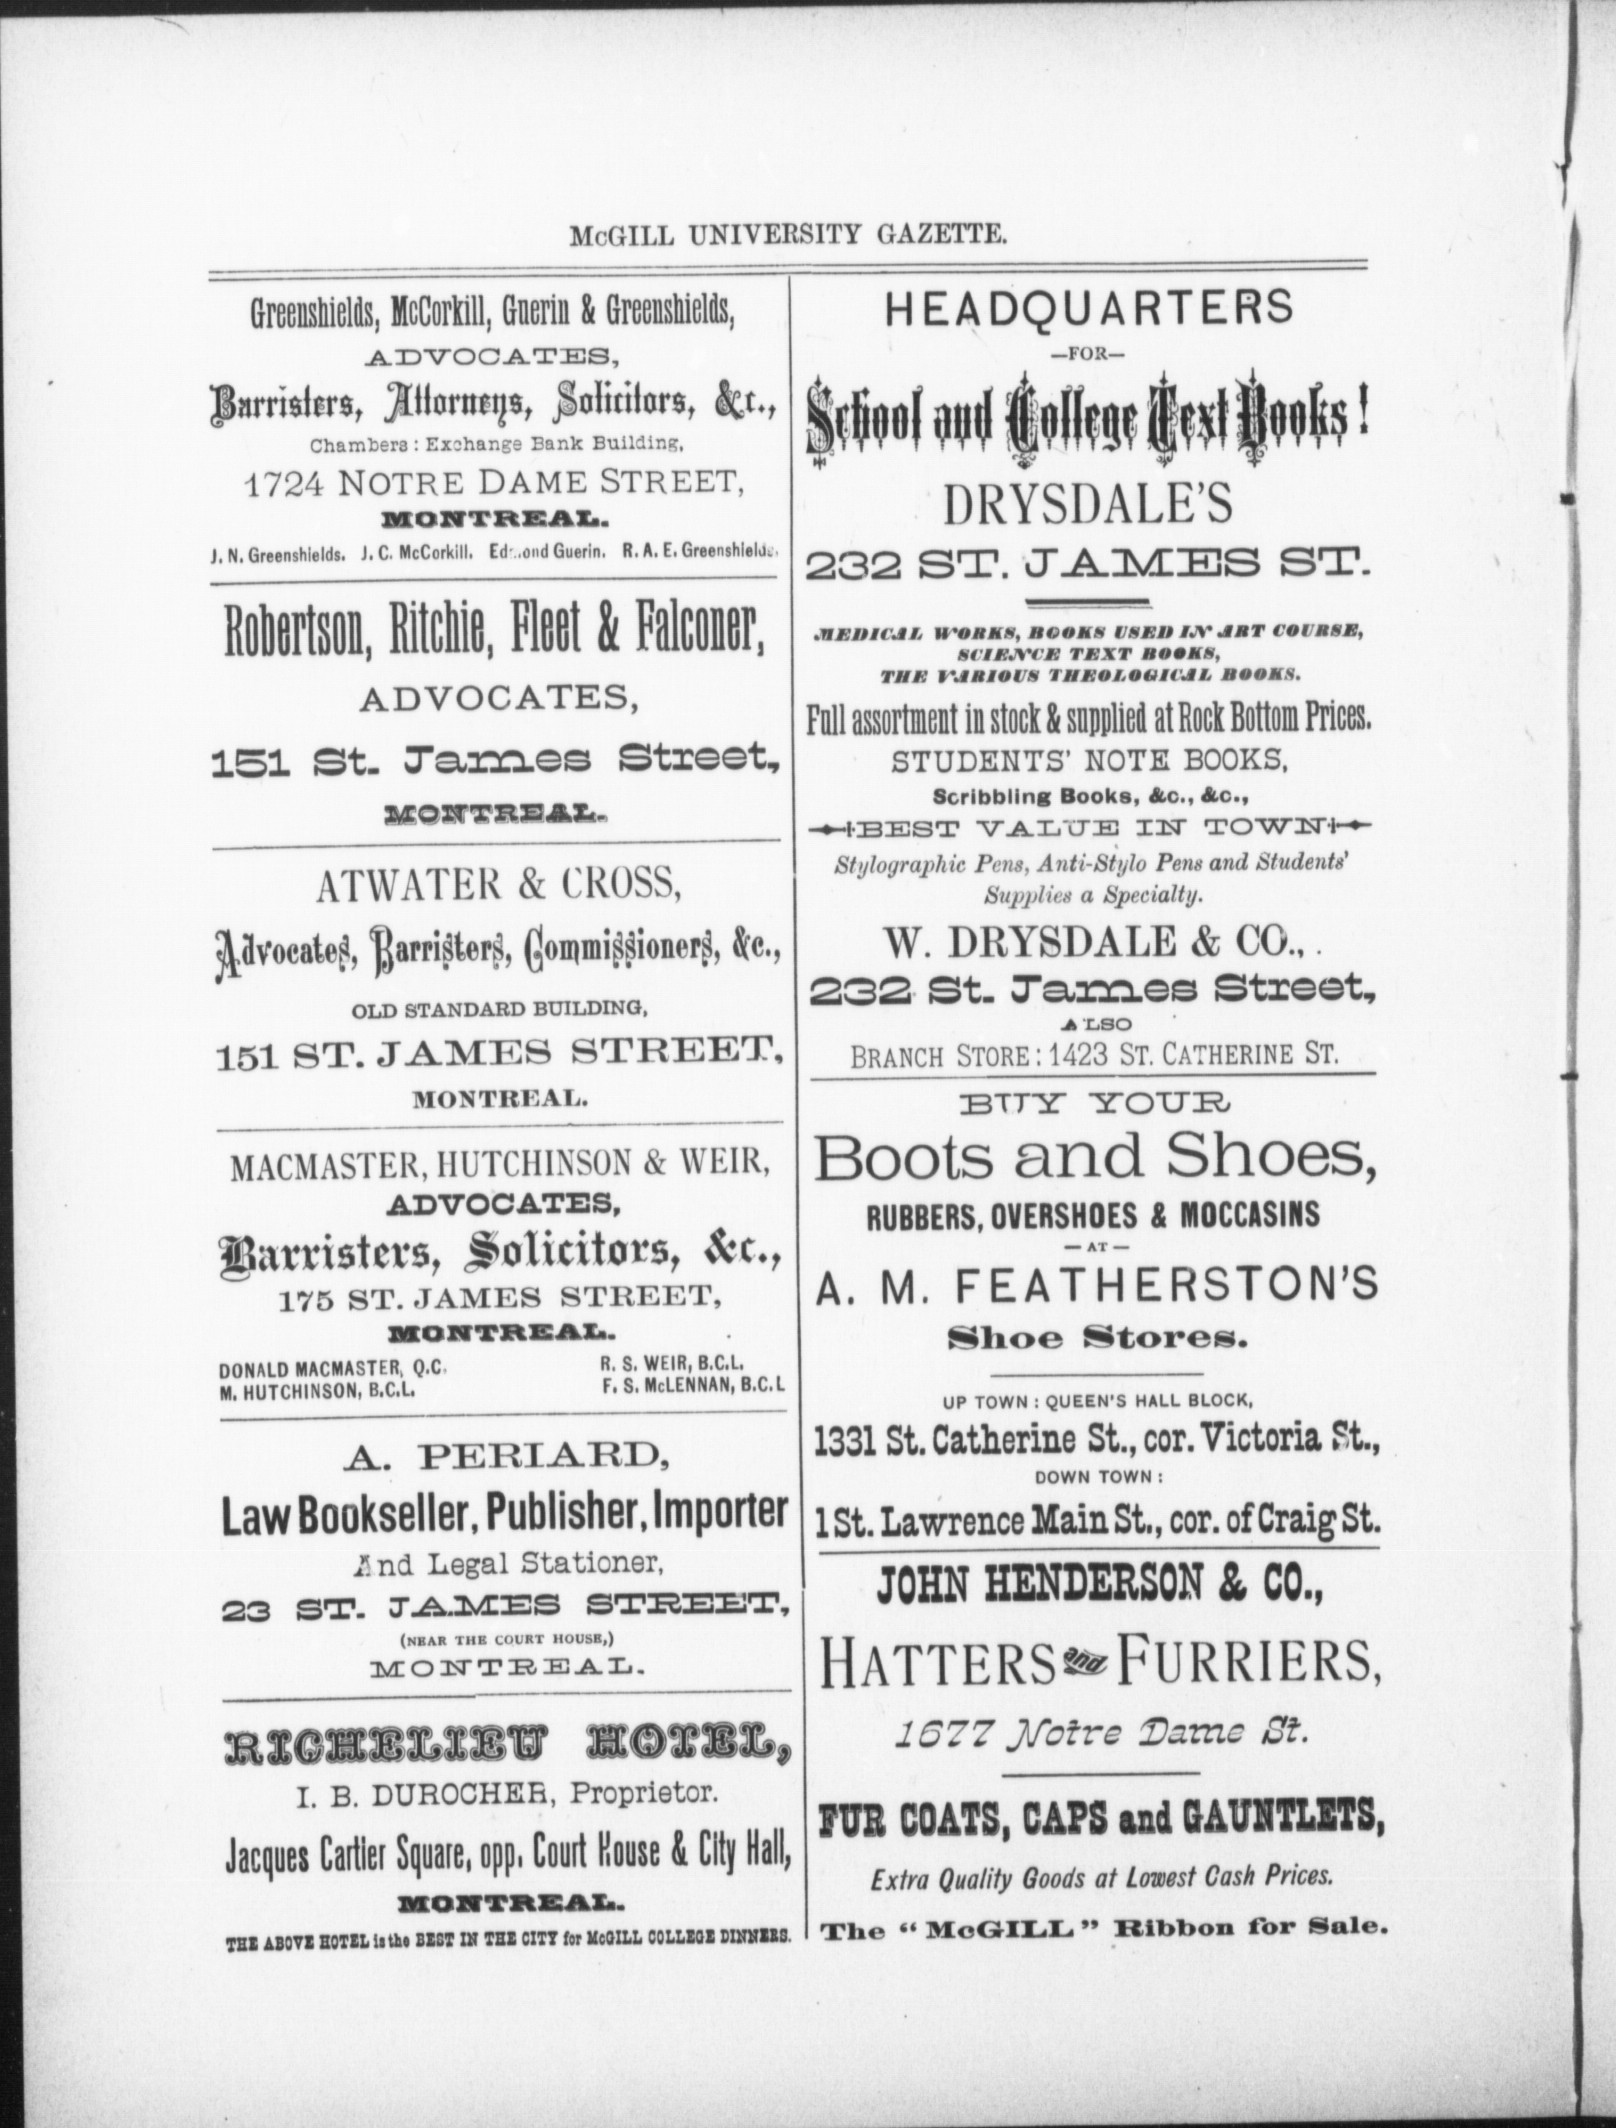 McGILL UNIVERSITY GAZETTE.
Greenshields, McCorkill, Guerin & Greenshields,
ADVOCATES,
Barristers, Attorneys, Solicitors, &c.,
Chambers: Exchange Bank Building,
1724 NOTRE DAME STREET,
MONTREAL.
J. N. Greenshields. J. C. McCorkill. Edmond Guerin. R. A. E. Greenshields.
Robertson, Ritchie, Fleet & Falconer,
ADVOCATES,
151 St. James Street,
MONTREAL.
ATWATER & CROSS,
Advocates, Barristers, Commissioners, &c.,
OLD STANDARD BUILDING,
151 ST. JAMES STREET,
MONTREAL.
MACMASTER, HUTCHINSON & WEIR,
ADVOCATES,
Barristers, Solicitors, &c.,
175 ST. JAMES STREET,
MONTREAL.
DONALD MACMASTER, Q.C. R. S. WEIR, B.C.L.
M. HUTCHINSON, B.C.L. F. S. McLENNAN, B.C.L
A. PERIARD,
Law Bookseller, Publisher, Importer
And Legal Stationer,
23 ST. JAMES STREET,
(NEAR THE COURT HOUSE,)
MONTREAL.
RICHELIEU HOTEL,
I. B. DUROCHER, Proprietor.
Jacques Cartier Square, opp. Court House & City Hall,
MONTREAL.
THE ABOVE HOTEL is the BEST IN THE CITY for McGILL COLLEGE DINNERS.
HEADQUARTERS
—FOR—
School and College Text Books!
DRYSDALE'S
232 ST. JAMES ST.
MEDICAL WORKS, BOOKS USED IN ART COURSE,
SCIENCE TEXT BOOKS,
THE VARIOUS THEOLOGICAL BOOKS.
Full assortment in stock & supplied at Rock Bottom Prices.
STUDENTS' NOTE BOOKS,
Scribbling Books, &c., &c.,
BEST VALUE IN TOWN
Stylographic Pens, Anti-Stylo Pens and Students'
Supplies a Specialty.
W. DRYSDALE & CO.,
232 St. James Street,
ALSO
BRANCH STORE: 1423 ST. CATHERINE ST.
BUY YOUR
Boots and Shoes,
RUBBERS, OVERSHOES & MOCCASINS
—AT—
A. M. FEATHERSTON'S
Shoe Stores.
UP TOWN: QUEEN'S HALL BLOCK,
1331 St. Catherine St., cor. Victoria St.,
DOWN TOWN:
1 St. Lawrence Main St., cor. of Craig St.
JOHN HENDERSON & CO.,
HATTERS and FURRIERS,
1677 Notre Dame St.
FUR COATS, CAPS and GAUNTLETS,
Extra Quality Goods at Lowest Cash Prices.
The "McGILL" Ribbon for Sale.